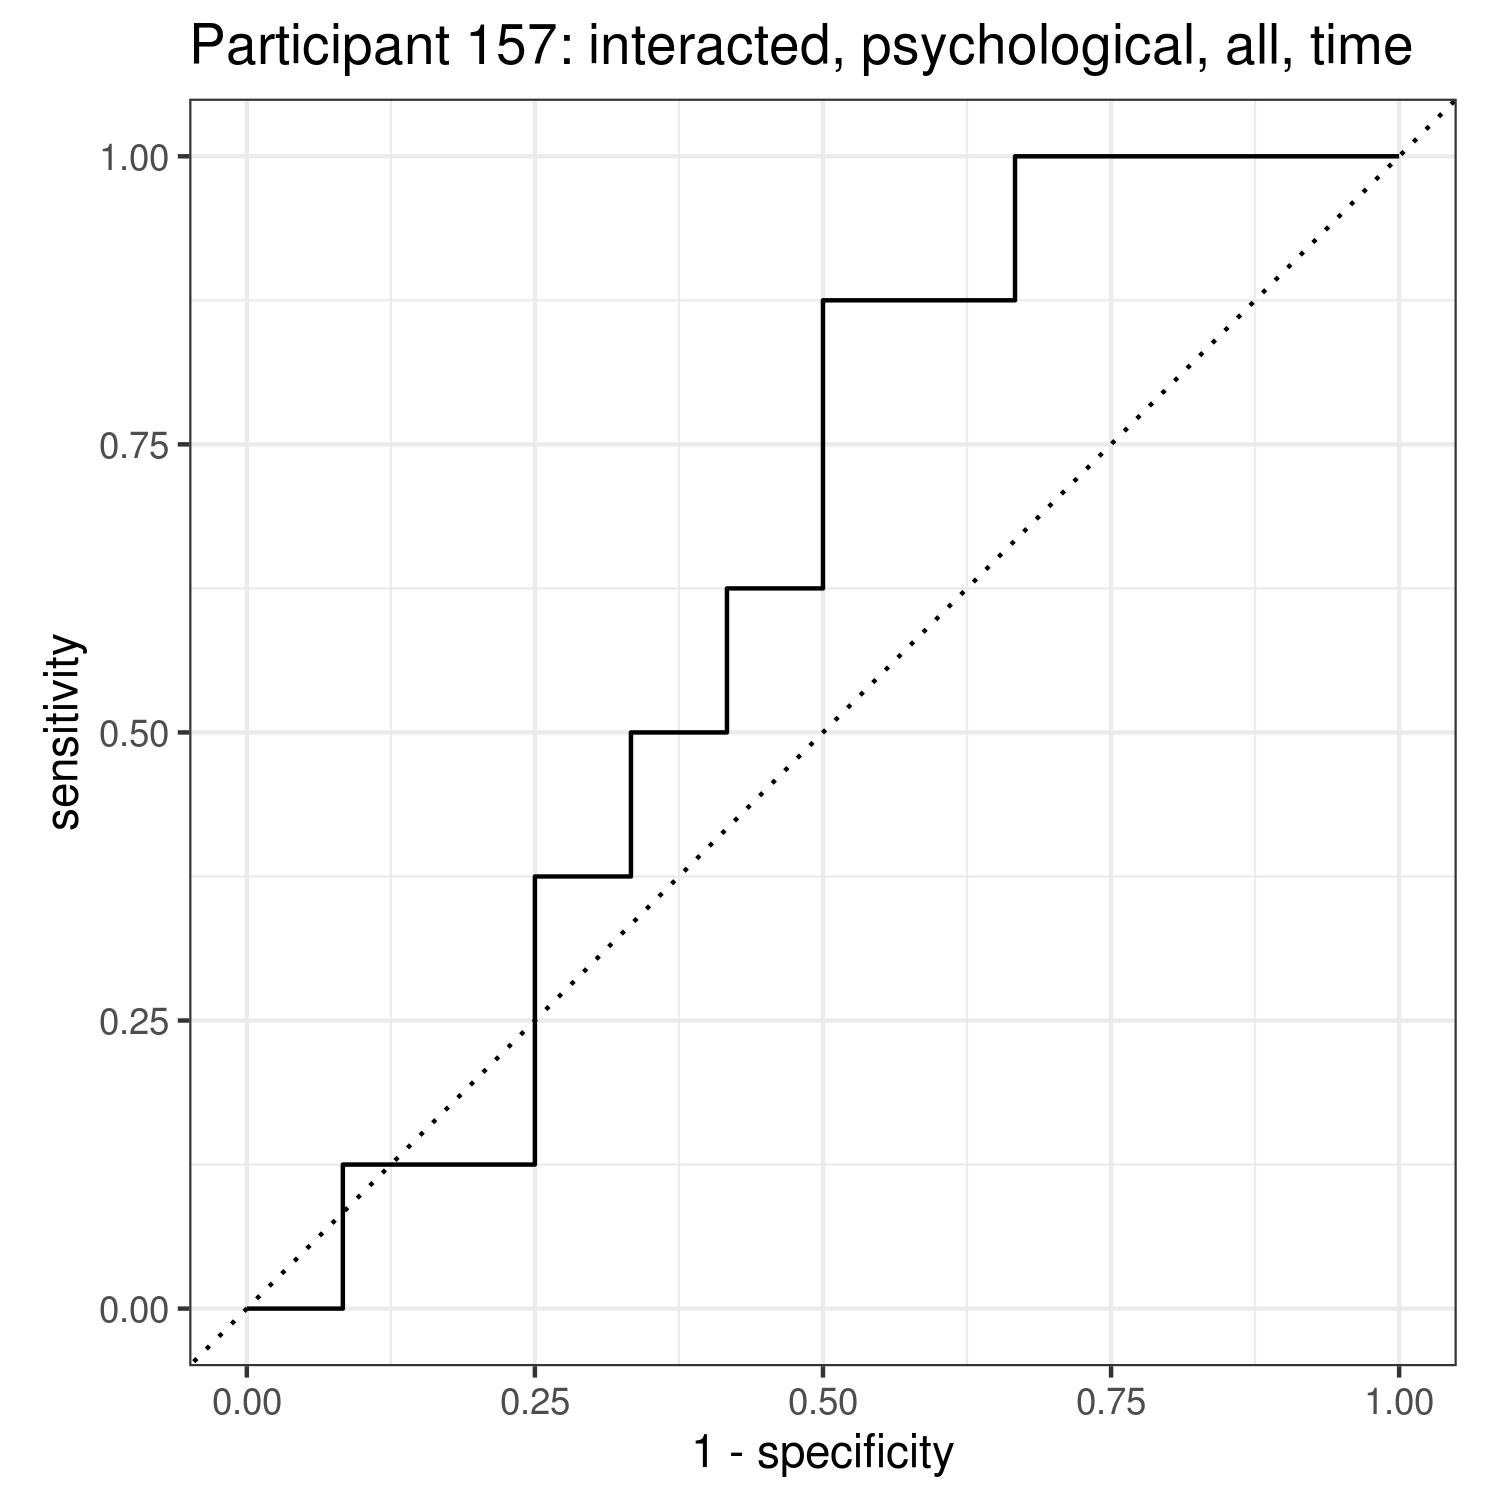 Participant 157: interacted, psychological, all, time
1.00
0.75
0.50
0.25
0.00
sensitivity
0.00 0.25 0.50 0.75 1.00
1 - specificity